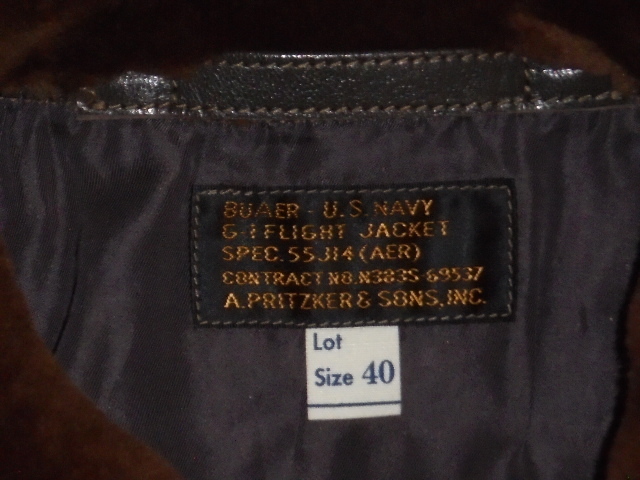 BUAER - U.S. NAVY
G-1 FLIGHT JACKET
SPEC. 55J14 (AER)
CONTRACT NO. N383S-69537
A. PRITZKER & SONS, INC.
Lot
Size 40